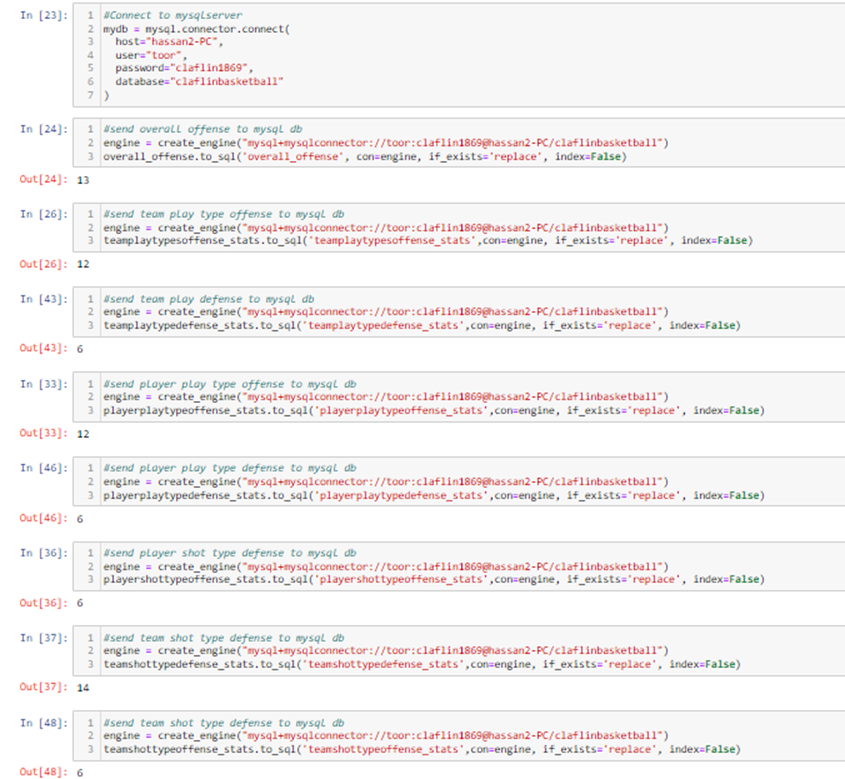 In [23]:
1 #Connect to mysqlserver
2 mydb = mysql.connector.connect(
3 host="hassan2-PC",
4 user="toor",
5 password="claflin1869",
6 database="claflinbasketball"
7 )
In [24]:
1 #send overall offense to mysql db
2 engine = create_engine("mysql+mysqlconnector://toor:claflin1869@hassan2-PC/claflinbasketball")
3 overall_offense.to_sql('overall_offense', con=engine, if_exists='replace', index=False)
Out[24]: 13
In [26]:
1 #send team play type offense to mysql db
2 engine = create_engine("mysql+mysqlconnector://toor:claflin1869@hassan2-PC/claflinbasketball")
3 teamplaytypesoffense_stats.to_sql('teamplaytypesoffense_stats',con=engine, if_exists='replace', index=False)
Out[26]: 12
In [43]:
1 #send team play defense to mysql db
2 engine = create_engine("mysql+mysqlconnector://toor:claflin1869@hassan2-PC/claflinbasketball")
3 teamplaytypedefense_stats.to_sql('teamplaytypedefense_stats',con=engine, if_exists='replace', index=False)
Out[43]: 6
In [33]:
1 #send player play type offense to mysql db
2 engine = create_engine("mysql+mysqlconnector://toor:claflin1869@hassan2-PC/claflinbasketball")
3 playerplaytypeoffense_stats.to_sql('playerplaytypeoffense_stats',con=engine, if_exists='replace', index=False)
Out[33]: 12
In [46]:
1 #send player play type defense to mysql db
2 engine = create_engine("mysql+mysqlconnector://toor:claflin1869@hassan2-PC/claflinbasketball")
3 playerplaytypedefense_stats.to_sql('playerplaytypedefense_stats',con=engine, if_exists='replace', index=False)
Out[46]: 6
In [36]:
1 #send player shot type defense to mysql db
2 engine = create_engine("mysql+mysqlconnector://toor:claflin1869@hassan2-PC/claflinbasketball")
3 playershottypeoffense_stats.to_sql('playershottypeoffense_stats',con=engine, if_exists='replace', index=False)
Out[36]: 6
In [37]:
1 #send team shot type defense to mysql db
2 engine = create_engine("mysql+mysqlconnector://toor:claflin1869@hassan2-PC/claflinbasketball")
3 teamshottypedefense_stats.to_sql('teamshottypedefense_stats',con=engine, if_exists='replace', index=False)
Out[37]: 14
In [48]:
1 #send team shot type defense to mysql db
2 engine = create_engine("mysql+mysqlconnector://toor:claflin1869@hassan2-PC/claflinbasketball")
3 teamshottypeoffense_stats.to_sql('teamshottypeoffense_stats',con=engine, if_exists='replace', index=False)
Out[48]: 6